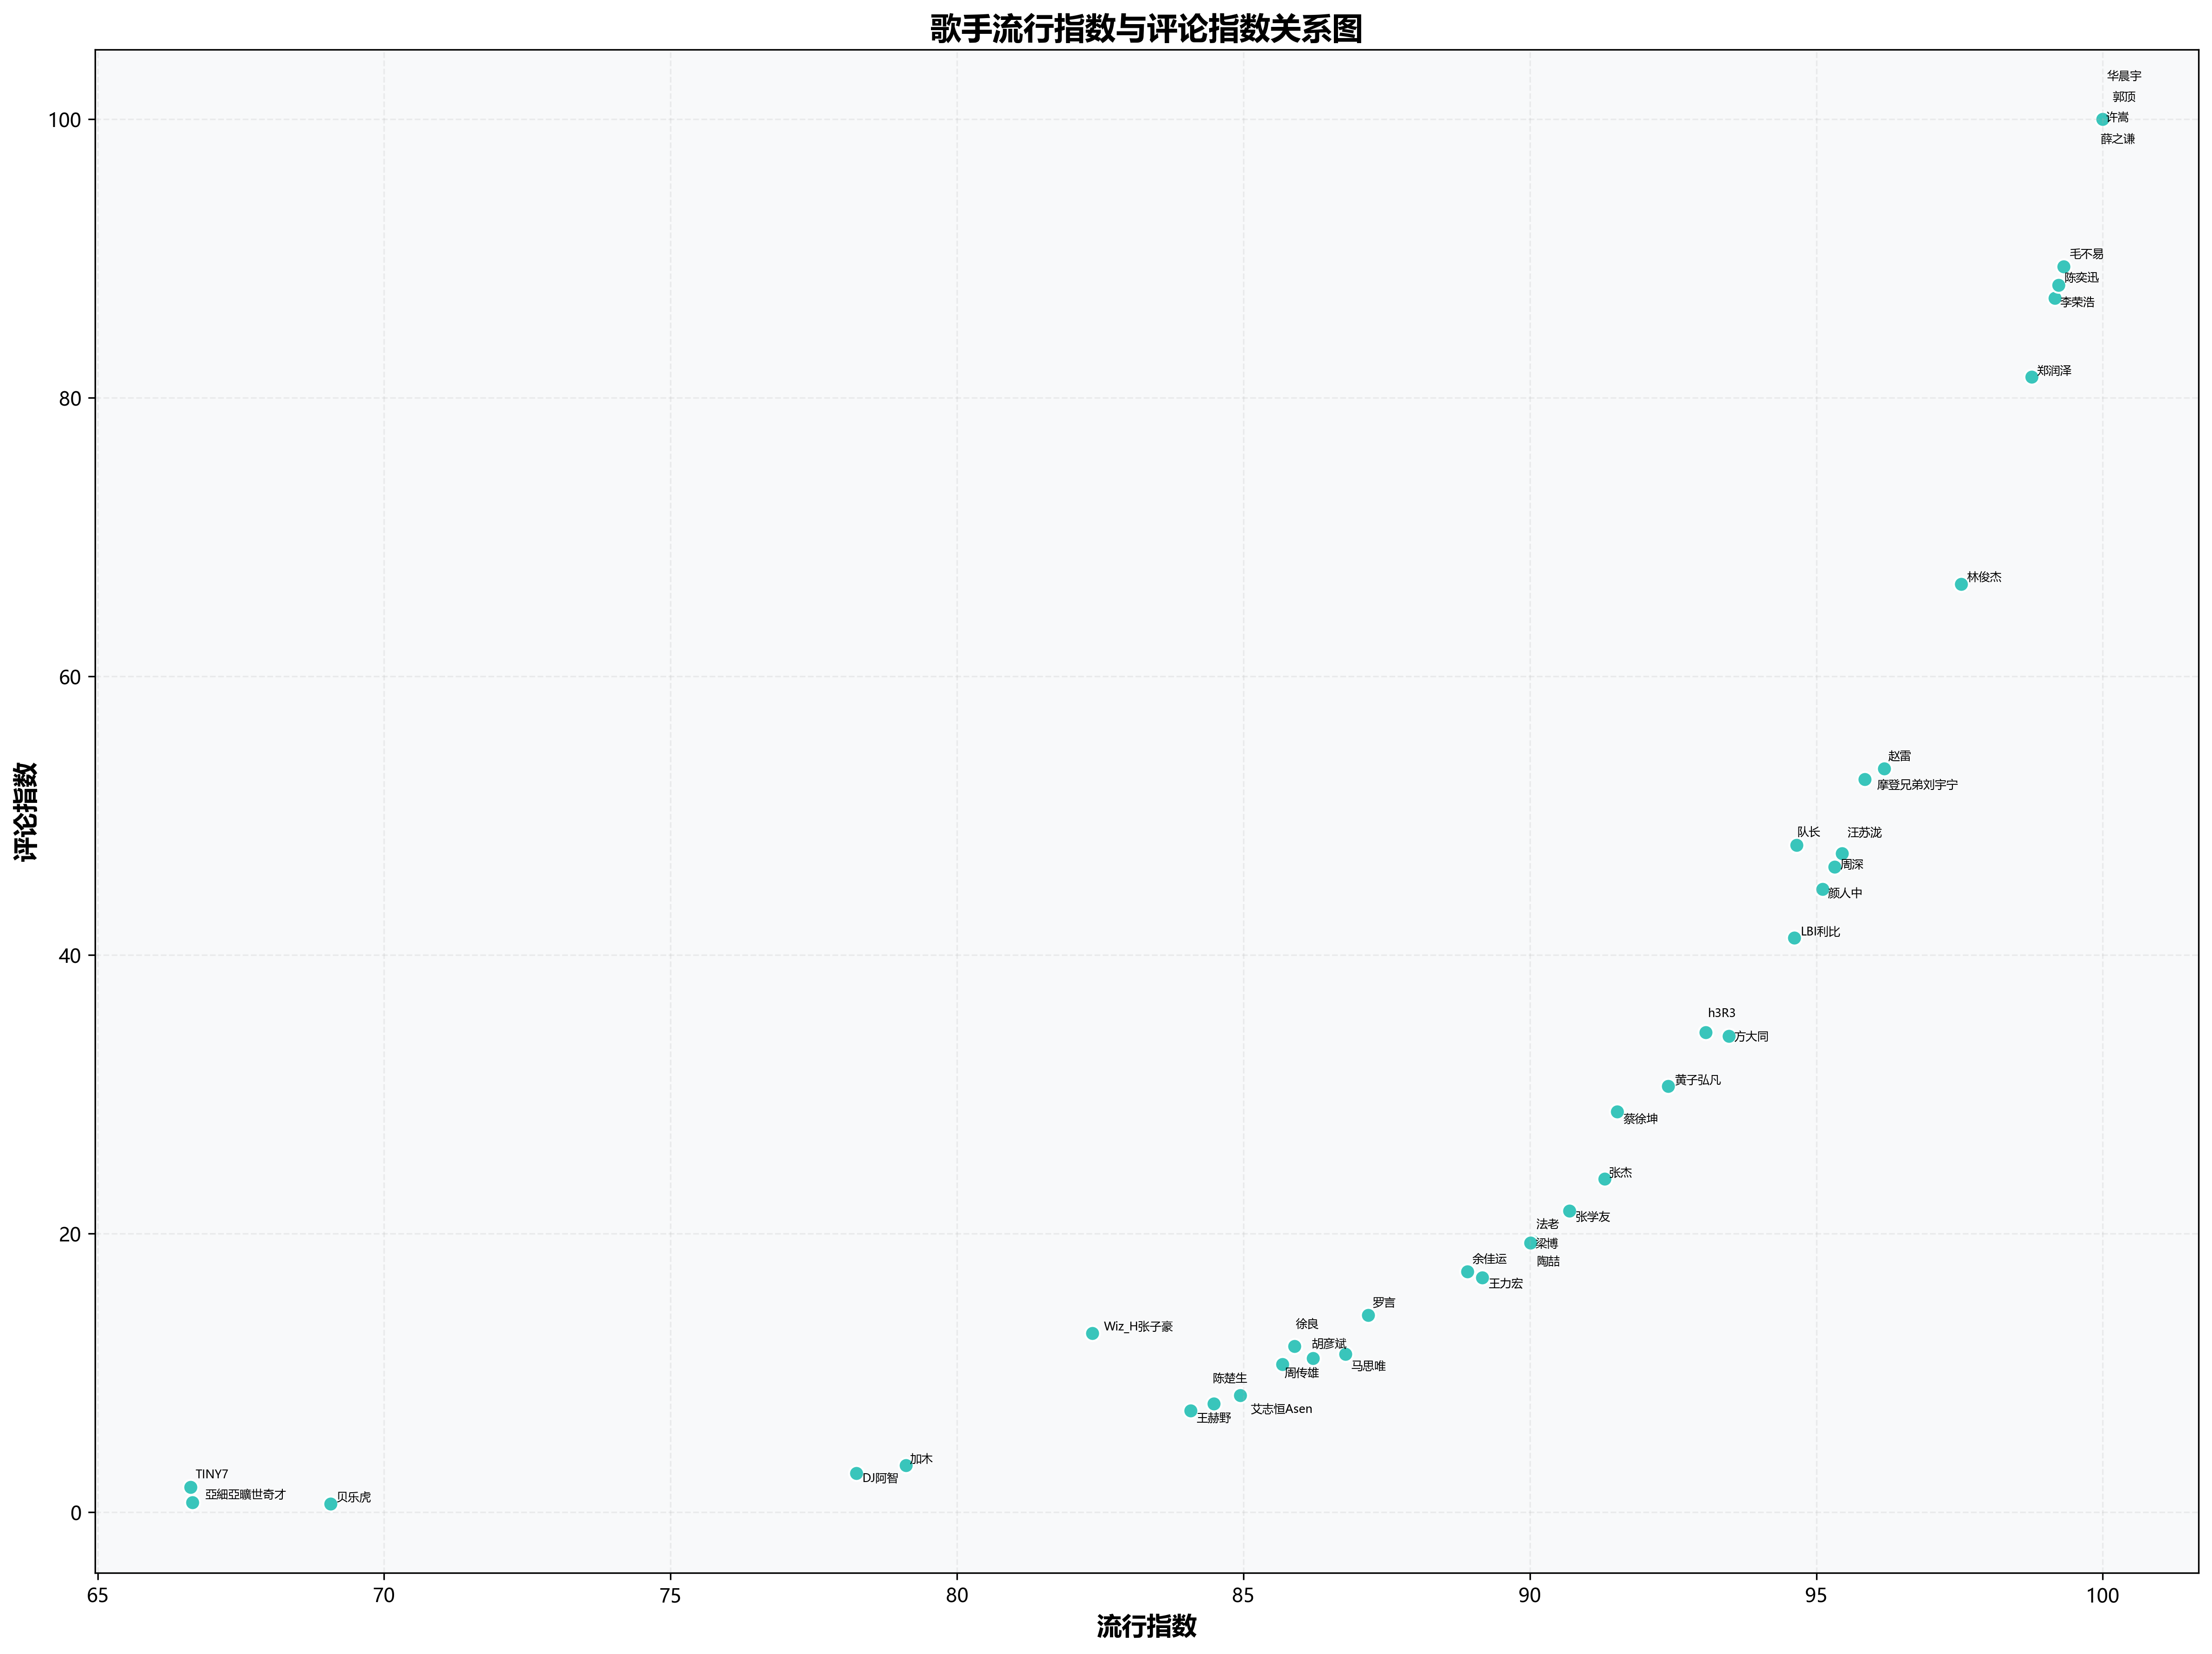 歌手流行指数与评论指数关系图
华晨宇
郭顶
100
许嵩
薛之谦
毛不易
陈奕迅
李荣浩
郑润泽
80
林俊杰
60
赵雷
摩登兄弟刘宇宁
队长
汪苏泷
周深
颜人中
LBI利比
40
h3R3
方大同
黄子弘凡
蔡徐坤
张杰
张学友
法老
20
梁博
余佳运
陶喆
王力宏
罗言
徐良
Wiz_H张子豪
胡彦斌
马思唯
周传雄
陈楚生
艾志恒Asen
王赫野
加木
DJ阿智
TINY7
亞細亞曠世奇才
贝乐虎
0
评论指数
65
70
75
80
85
90
95
100
流行指数